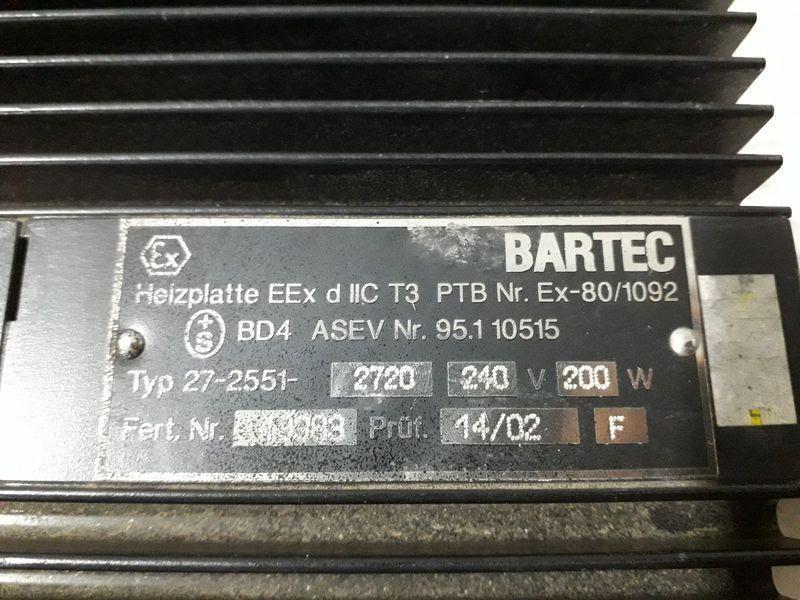 Ex
BARTEC
Heizplatte EEx d IIC T3 PTB Nr. Ex-80/1092
+S BD4 ASEV Nr. 95.1 10515
Typ 27-2551- 2720 240 V 200 W
Fert. Nr. Prüf. 14/02 F